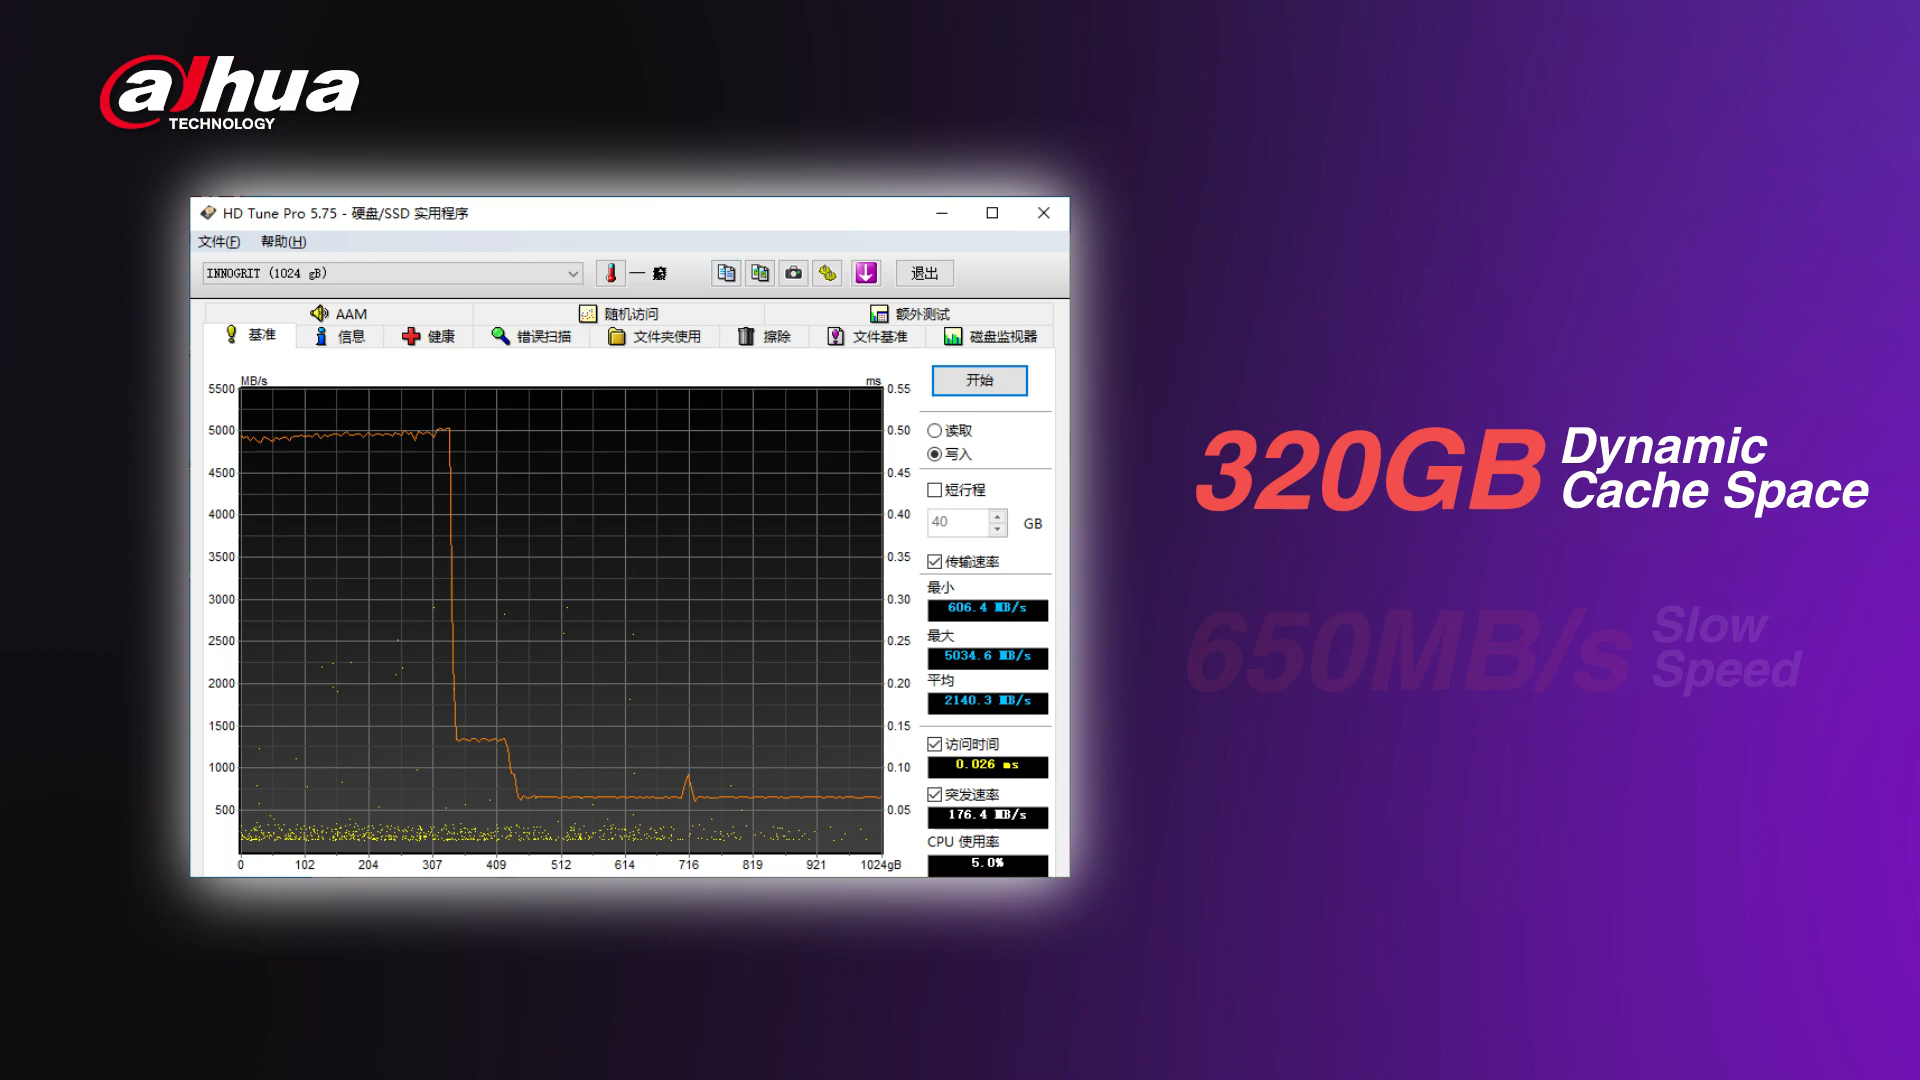 alhua
TECHNOLOGY
HD Tune Pro 5.75 - 硬盘/SSD 实用程序
文件(F) 帮助(H)
INNOGRIT (1024 gB)
退出
AAM 随机访问 额外测试
基准 信息 健康 错误扫描 文件夹使用 擦除 文件基准 磁盘监视器
MB/s ms
5500 0.55
5000 0.50
4500 0.45
4000 0.40
3500 0.35
3000 0.30
2500 0.25
2000 0.20
1500 0.15
1000 0.10
500 0.05
0 102 204 307 409 512 614 716 819 921 1024gB
开始
读取
写入
短行程
40 GB
传输速率
最小
606.4 MB/s
最大
5034.6 MB/s
平均
2140.3 MB/s
访问时间
0.026 ms
突发速率
176.4 MB/s
CPU 使用率
5.0%
320GB Dynamic
Cache Space
650MB/s Slow
Speed